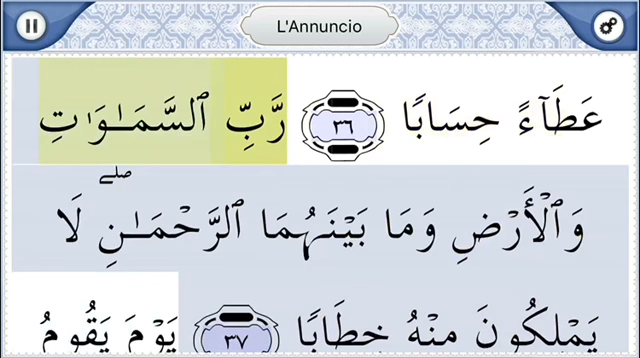 L'Annuncio
عَطَآءً حِسَابًا ٣٦ رَّبِّ ٱلسَّمَـٰوَٰتِ
وَٱلْأَرْضِ وَمَا بَيْنَهُمَا ٱلرَّحْمَـٰنِ ۖ لَا
يَمْلِكُونَ مِنْهُ خِطَابًا ٣٧ يَوْمَ يَقُومُ